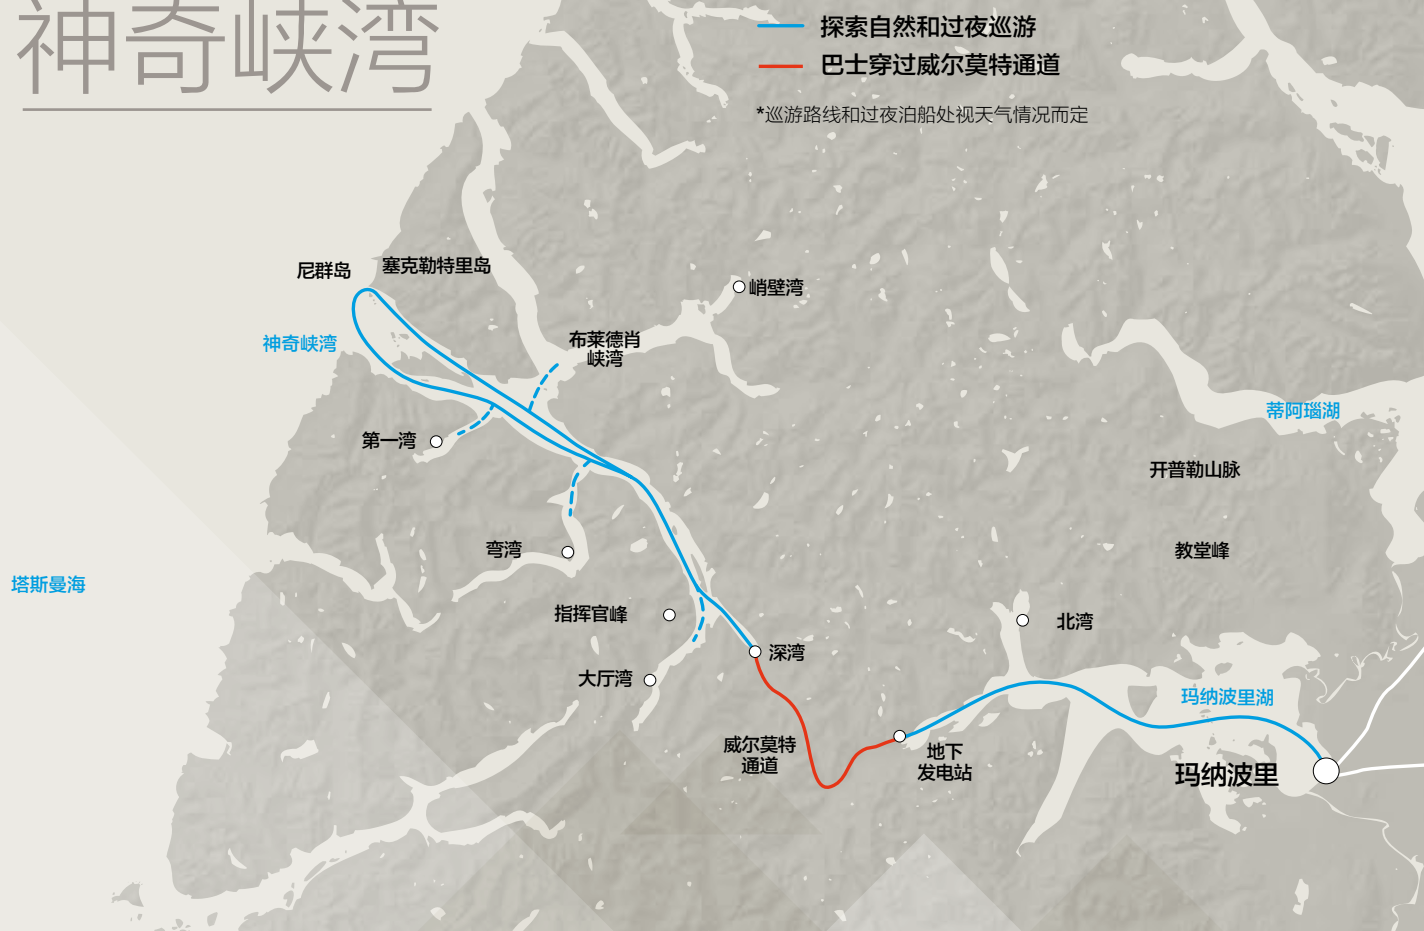 神奇峡湾
探索自然和过夜巡游
巴士穿过威尔莫特通道
*巡游路线和过夜泊船处视天气情况而定
尼群岛
塞克勒特里岛
峭壁湾
神奇峡湾
布莱德肖
峡湾
蒂阿瑙湖
第一湾
开普勒山脉
弯湾
教堂峰
塔斯曼海
指挥官峰
北湾
深湾
大厅湾
玛纳波里湖
威尔莫特
通道
地下
发电站
玛纳波里